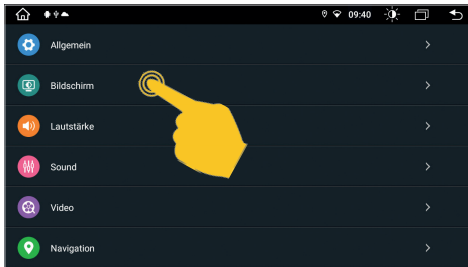 09:40
Allgemein
Bildschirm
Lautstärke
Sound
Video
Navigation